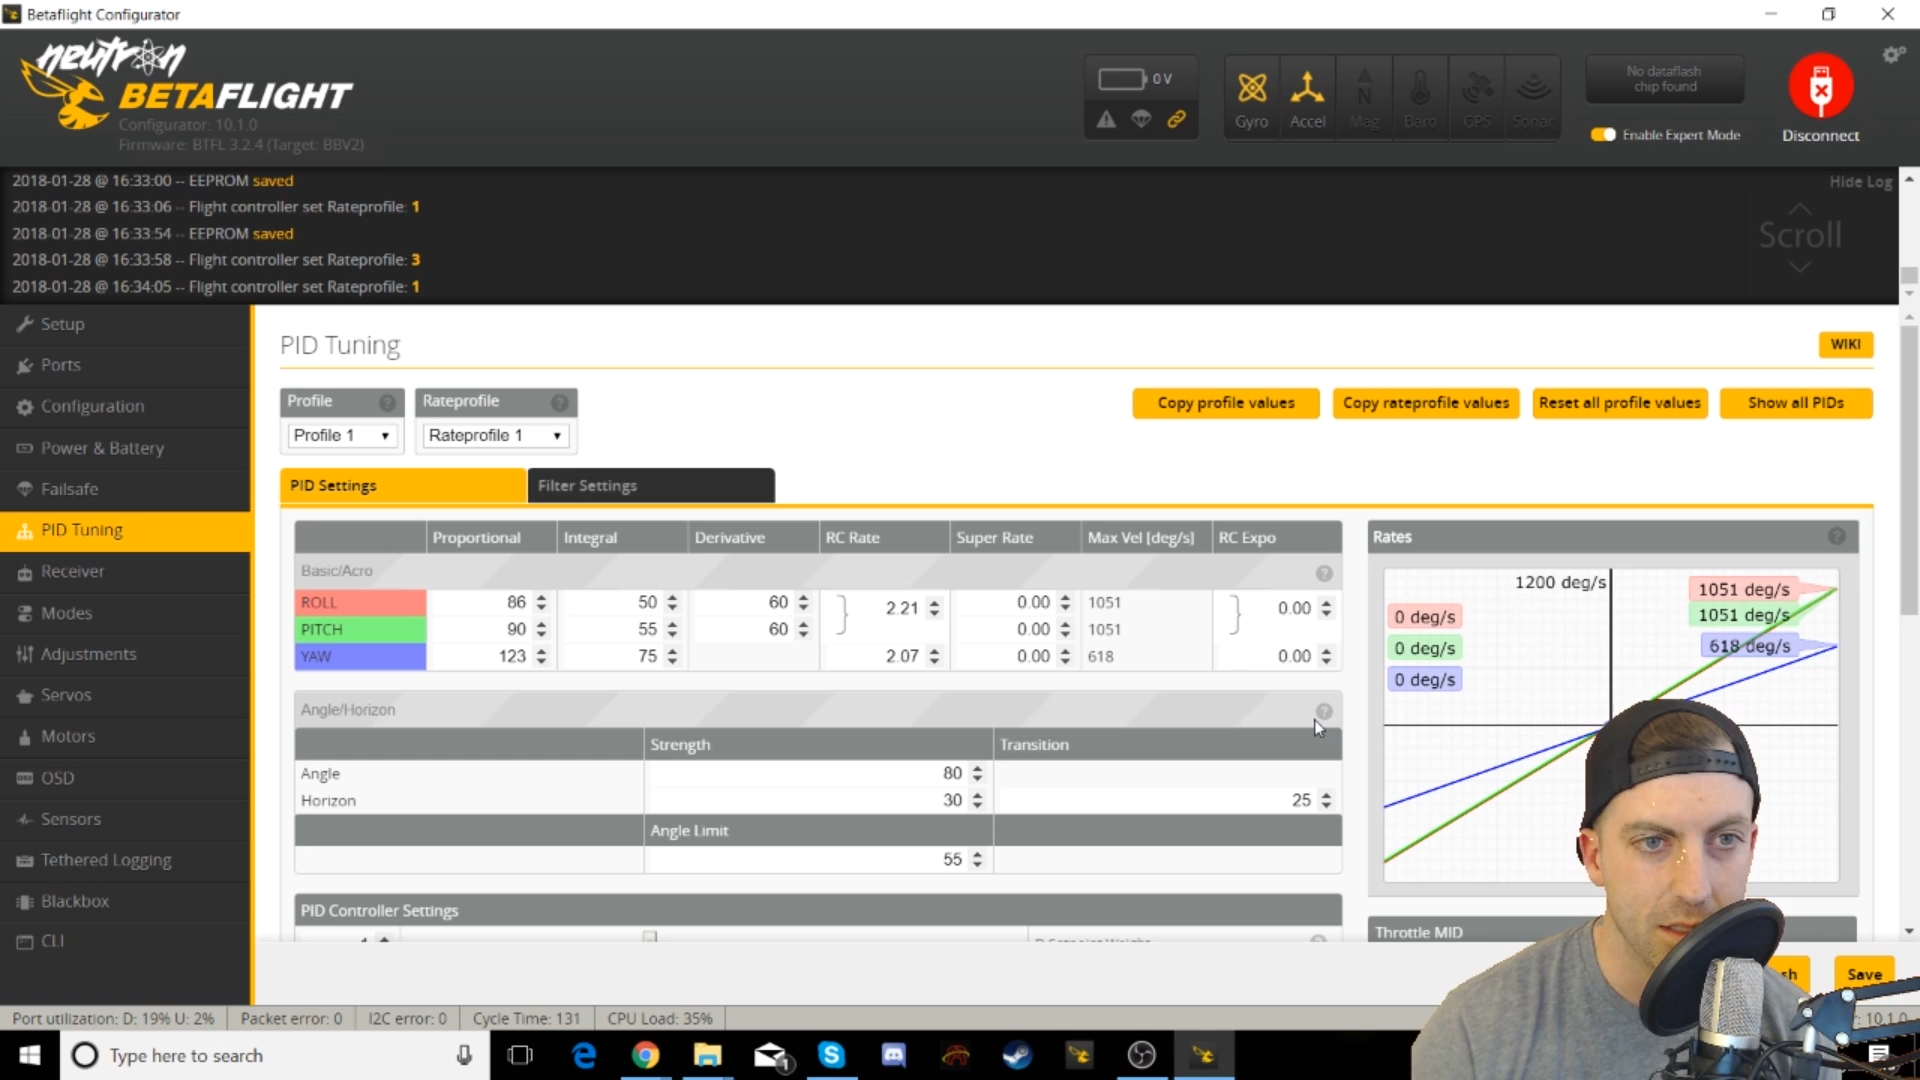 Betaflight Configurator
neutron
BETAFLIGHT
Configurator: 10.1.0
Firmware: BTFL 3.2.4 (Target: BBV2)
0 V
Gyro
Accel
Mag
Baro
GPS
Sonar
No dataflash
chip found
Enable Expert Mode
Disconnect
2018-01-28 @ 16:33:00 -- EEPROM saved
2018-01-28 @ 16:33:06 -- Flight controller set Rateprofile: 1
2018-01-28 @ 16:33:54 -- EEPROM saved
2018-01-28 @ 16:33:58 -- Flight controller set Rateprofile: 3
2018-01-28 @ 16:34:05 -- Flight controller set Rateprofile: 1
Hide Log
Scroll
Setup
Ports
Configuration
Power & Battery
Failsafe
PID Tuning
Receiver
Modes
Adjustments
Servos
Motors
OSD
Sensors
Tethered Logging
Blackbox
CLI
PID Tuning
WIKI
Profile
Rateprofile
Profile 1
Rateprofile 1
Copy profile values
Copy rateprofile values
Reset all profile values
Show all PIDs
PID Settings
Filter Settings
Proportional Integral Derivative RC Rate Super Rate Max Vel [deg/s] RC Expo
Basic/Acro
ROLL 86 50 60 2.21 0.00 1051 0.00
PITCH 90 55 60 0.00 1051
YAW 123 75 2.07 0.00 618 0.00
Angle/Horizon
Strength Transition
Angle 80
Horizon 30 25
Angle Limit
55
PID Controller Settings
Rates
1200 deg/s
1051 deg/s
1051 deg/s
618 deg/s
0 deg/s
0 deg/s
0 deg/s
Throttle MID
Save
Port utilization: D: 19% U: 2%
Packet error: 0
I2C error: 0
Cycle Time: 131
CPU Load: 35%
10.1.0
Type here to search
1